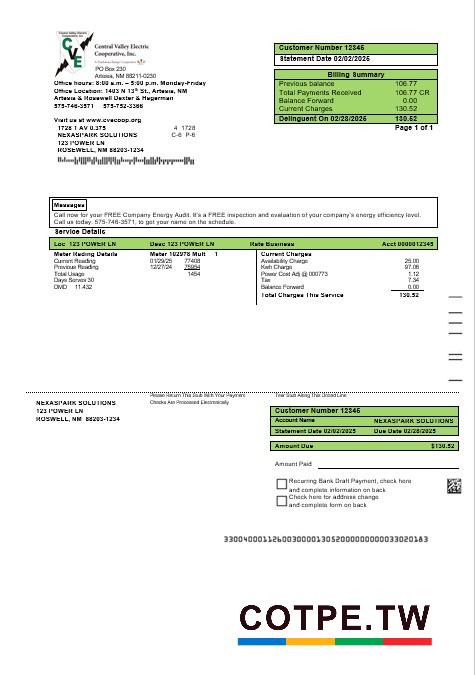 Central Valley Electric
Cooperative, Inc.
CVE
Central Valley Electric
Cooperative, Inc.
PO Box 230
Artesia, NM 88211-0230
Office hours: 8:00 a.m. – 5:00 p.m. Monday-Friday
Office Location: 1403 N 13th St., Artesia, NM
Artesia & Rosewell Dexter & Hagerman
575-746-3571 575-752-3366
Visit us at www.cvecoop.org
1728 1 AV 0.375 4 1728
NEXASPARK SOLUTIONS C-6 P-6
123 POWER LN
ROSEWELL, NM 88203-1234
Customer Number 12345
Statement Date 02/02/2025
Billing Summary
Previous balance 106.77
Total Payments Received 106.77 CR
Balance Forward 0.00
Current Charges 130.52
Delinquent On 02/28/2025 130.52
Page 1 of 1
Messages
Call now for your FREE Company Energy Audit. It's a FREE inspection and evaluation of your company's energy efficiency level.
Call us today, 575-746-3571, to get your name on the schedule.
Service Details
Loc 123 POWER LN Desc 123 POWER LN Rate Business Acct 0000012345
Meter Rading Details Meter 102978 Mult 1 Current Charges
Current Reading 01/29/25 77408 Availability Charge 25.00
Previous Reading 12/27/24 75954 Kwh Charge 97.06
Total Usage 1454 Power Cost Adj @ 000773 1.12
Days Serves 30 Tax 7.34
DMD 11.432 Balance Forward 0.00
Total Charges This Service 130.52
Please Return This Stub With Your Payment Tear Stub Along This Dotted Line
Checks Are Processed Electronically
NEXASPARK SOLUTIONS
123 POWER LN
ROSWELL, NM 88203-1234
Customer Number 12345
Account Name NEXASPARK SOLUTIONS
Statement Date 02/02/2025 Due Date 02/28/2025
Amount Due $130.52
Amount Paid
Recurring Bank Draft Payment, check here
and complete information on back
Check here for address change
and complete form on back
COTPE.TW